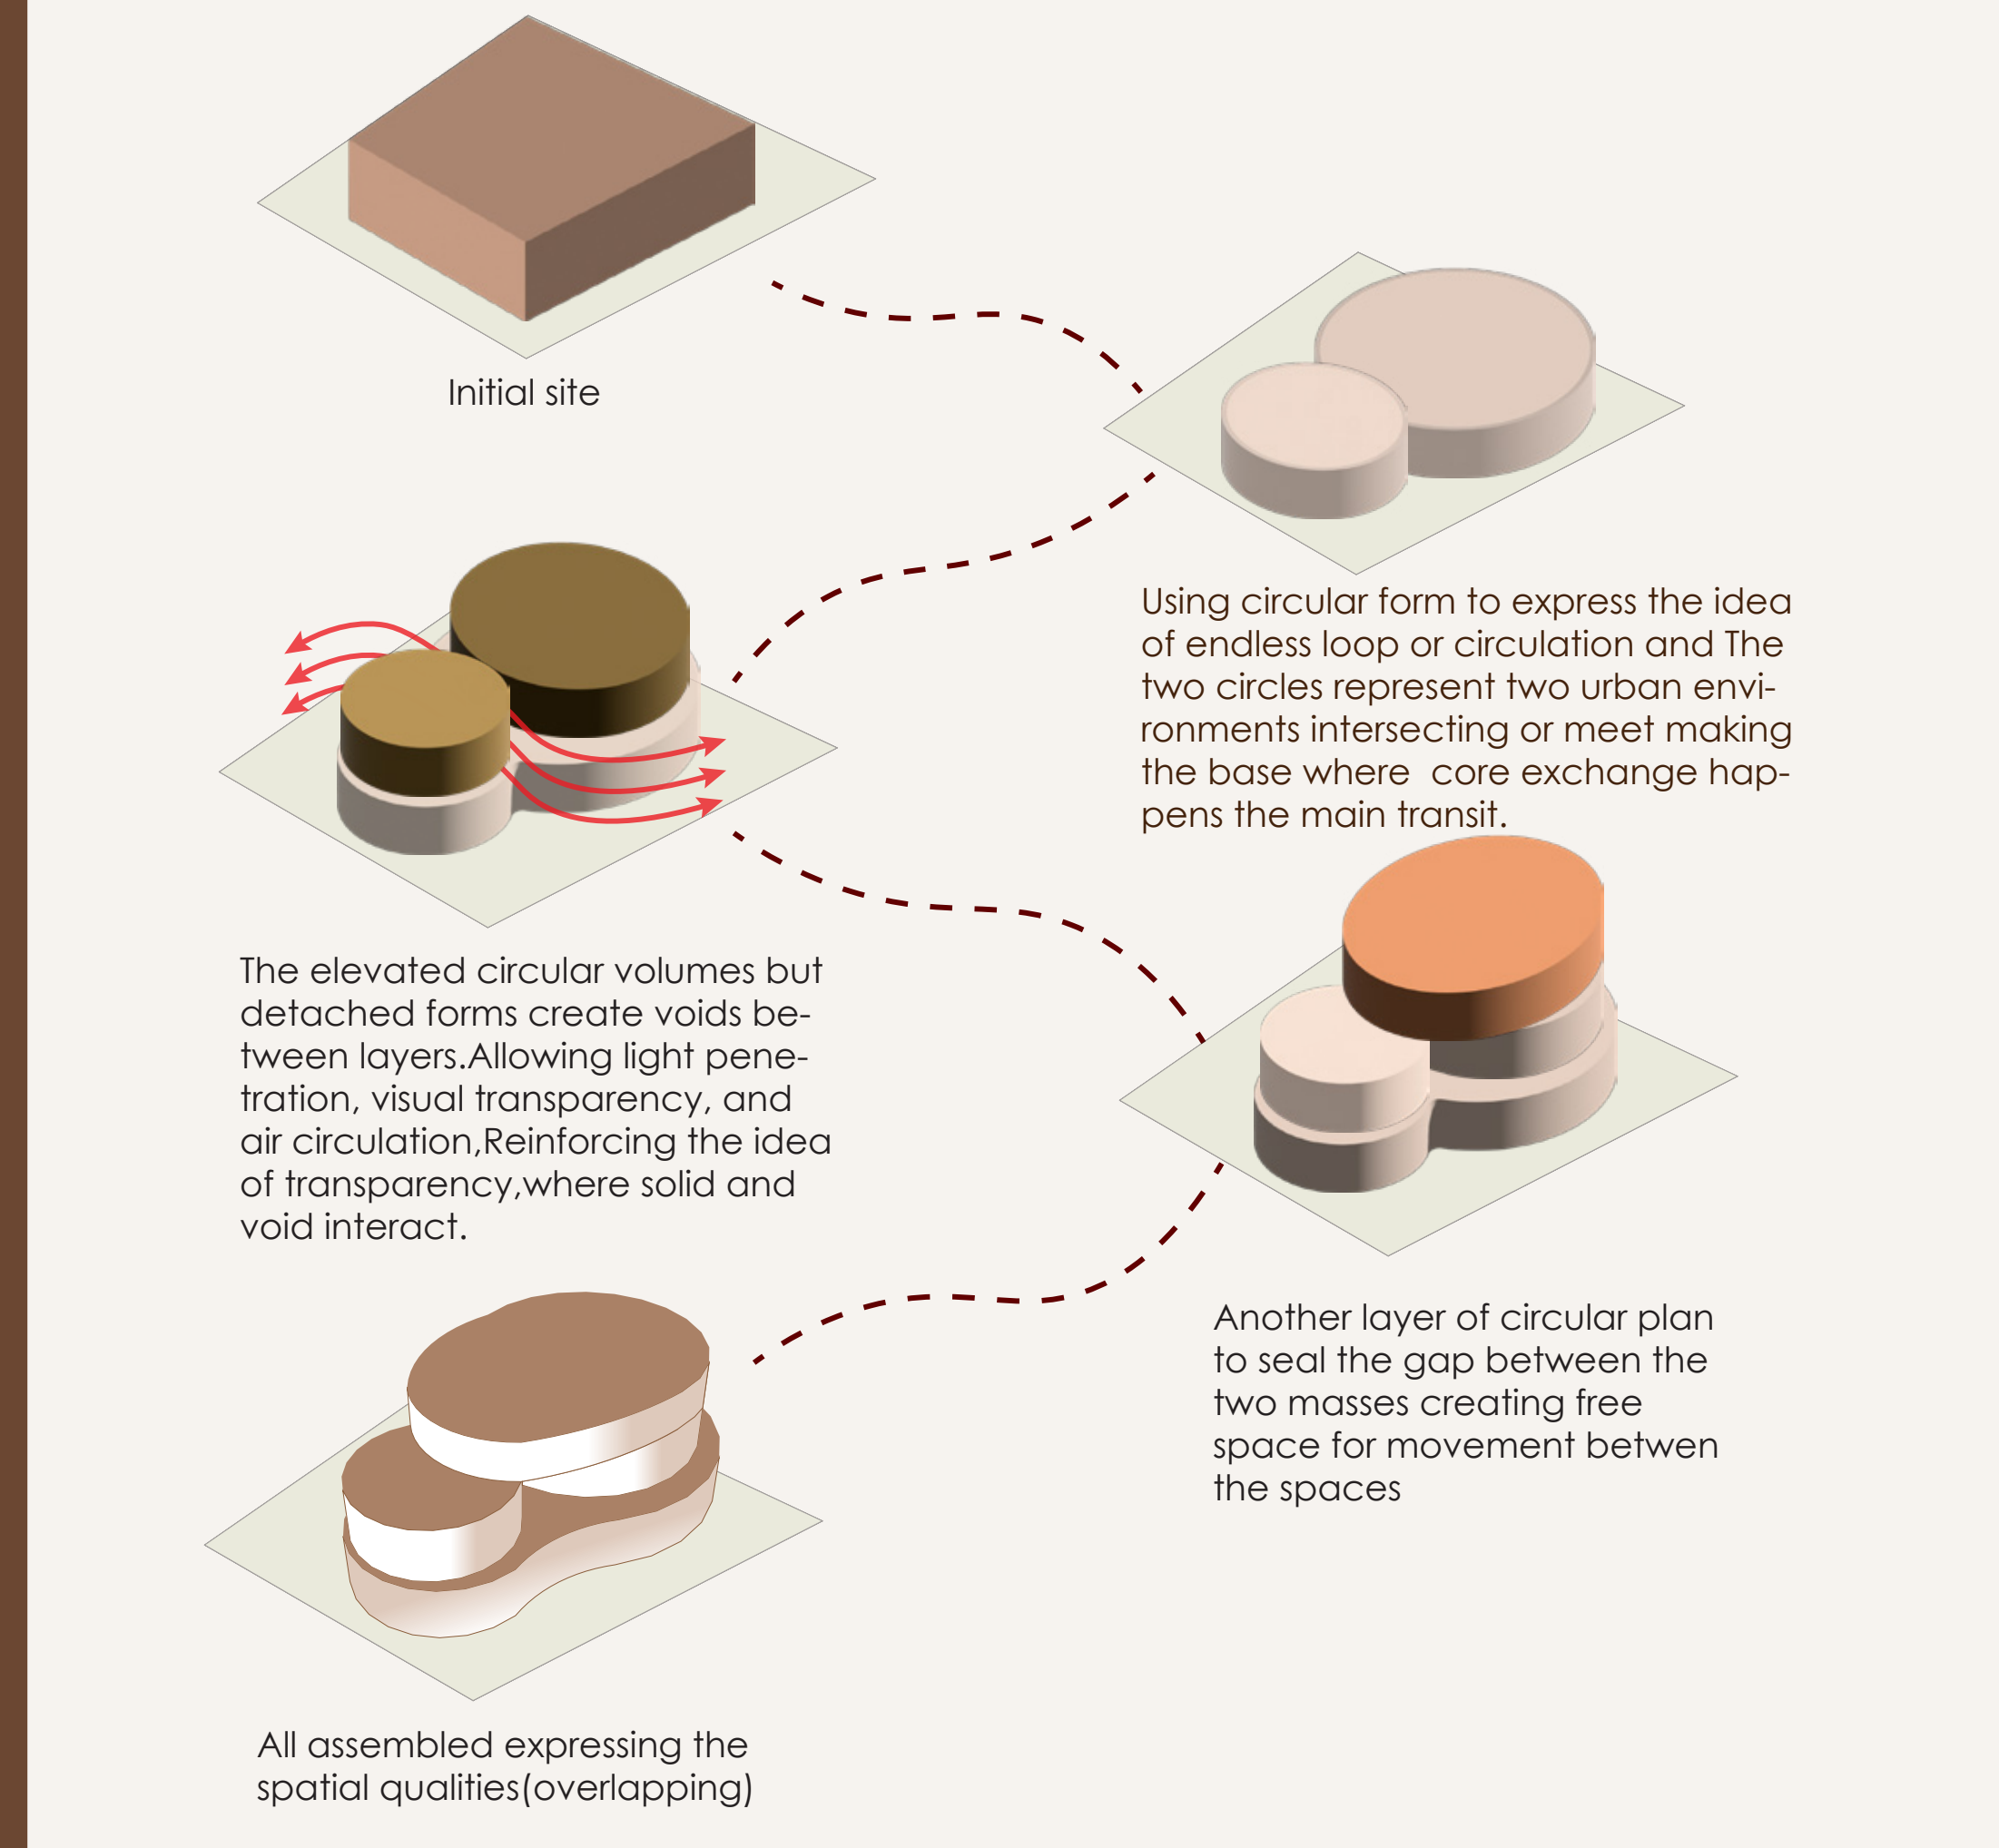 Initial site
Using circular form to express the idea
of endless loop or circulation and The
two circles represent two urban envi-
ronments intersecting or meet making
the base where  core exchange hap-
pens the main transit.
The elevated circular volumes but
detached forms create voids be-
tween layers.Allowing light pene-
tration, visual transparency, and
air circulation,Reinforcing the idea
of transparency,where solid and
void interact.
Another layer of circular plan
to seal the gap between the
two masses creating free
space for movement betwen
the spaces
All assembled expressing the
spatial qualities(overlapping)